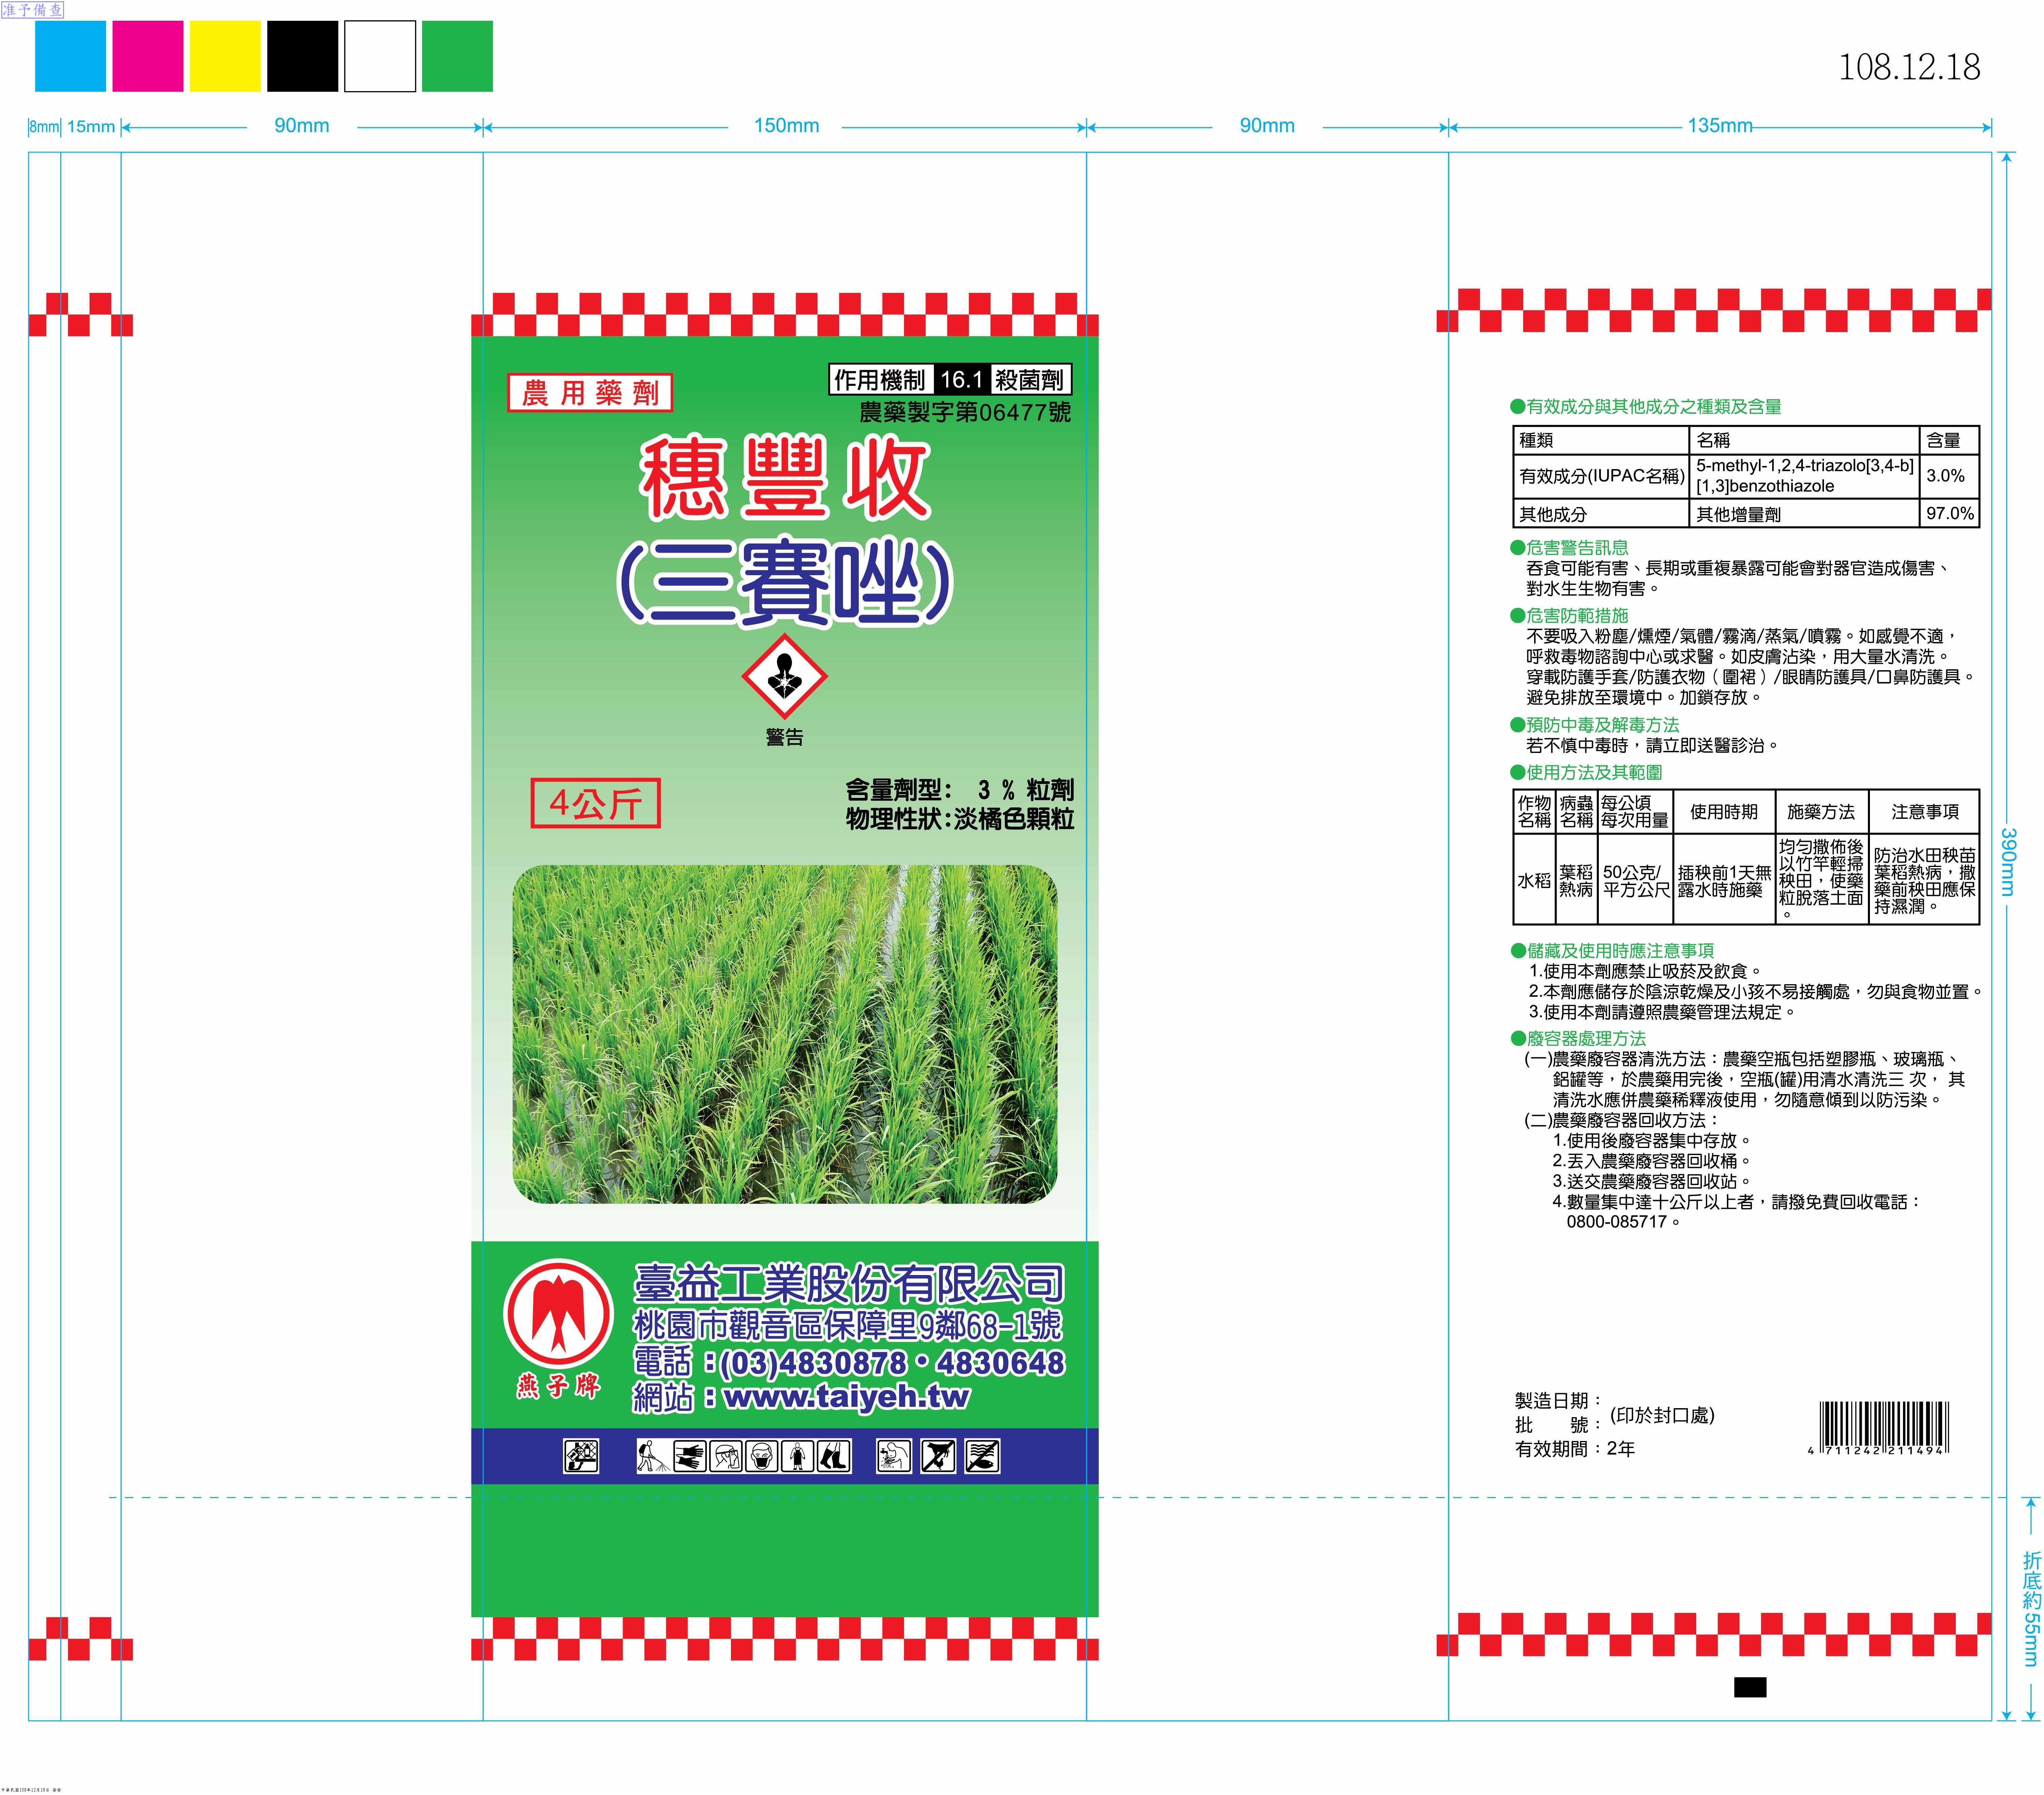 准予備查
108.12.18
8mm 15mm 90mm 150mm 90mm 135mm
農用藥劑
作用機制 16.1 殺菌劑
農藥製字第06477號
穗豐收
(三賽唑)
警告
4公斤
含量劑型: 3 % 粒劑
物理性狀:淡橘色顆粒
燕子牌
臺益工業股份有限公司
桃園市觀音區保障里9鄰68-1號
電話:(03)4830878•4830648
網站:www.taiyeh.tw
●有效成分與其他成分之種類及含量
種類 名稱 含量
有效成分(IUPAC名稱) 5-methyl-1,2,4-triazolo[3,4-b] 3.0%
[1,3]benzothiazole
其他成分 其他增量劑 97.0%
●危害警告訊息
吞食可能有害、長期或重複暴露可能會對器官造成傷害、
對水生生物有害。
●危害防範措施
不要吸入粉塵/燻煙/氣體/霧滴/蒸氣/噴霧。如感覺不適,
呼救毒物諮詢中心或求醫。如皮膚沾染,用大量水清洗。
穿載防護手套/防護衣物(圍裙)/眼睛防護具/口鼻防護具。
避免排放至環境中。加鎖存放。
●預防中毒及解毒方法
若不慎中毒時,請立即送醫診治。
●使用方法及其範圍
作物名稱 病蟲名稱 每公頃每次用量 使用時期 施藥方法 注意事項
水稻 葉稻熱病 50公克/平方公尺 插秧前1天無露水時施藥 均勻撒佈後以竹竿輕掃秧田,使藥粒脫落土面。 防治水田秧苗葉稻熱病,撒藥前秧田應保持濕潤。
●儲藏及使用時應注意事項
1.使用本劑應禁止吸菸及飲食。
2.本劑應儲存於陰涼乾燥及小孩不易接觸處,勿與食物並置。
3.使用本劑請遵照農藥管理法規定。
●廢容器處理方法
(一)農藥廢容器清洗方法:農藥空瓶包括塑膠瓶、玻璃瓶、
鋁罐等,於農藥用完後,空瓶(罐)用清水清洗三 次, 其
清洗水應併農藥稀釋液使用,勿隨意傾到以防污染。
(二)農藥廢容器回收方法:
1.使用後廢容器集中存放。
2.丟入農藥廢容器回收桶。
3.送交農藥廢容器回收站。
4.數量集中達十公斤以上者,請撥免費回收電話:
0800-085717。
製造日期:
批 號: (印於封口處)
有效期間:2年
4 711242 211494
390mm
折底約55mm
中華民國108年12月18日